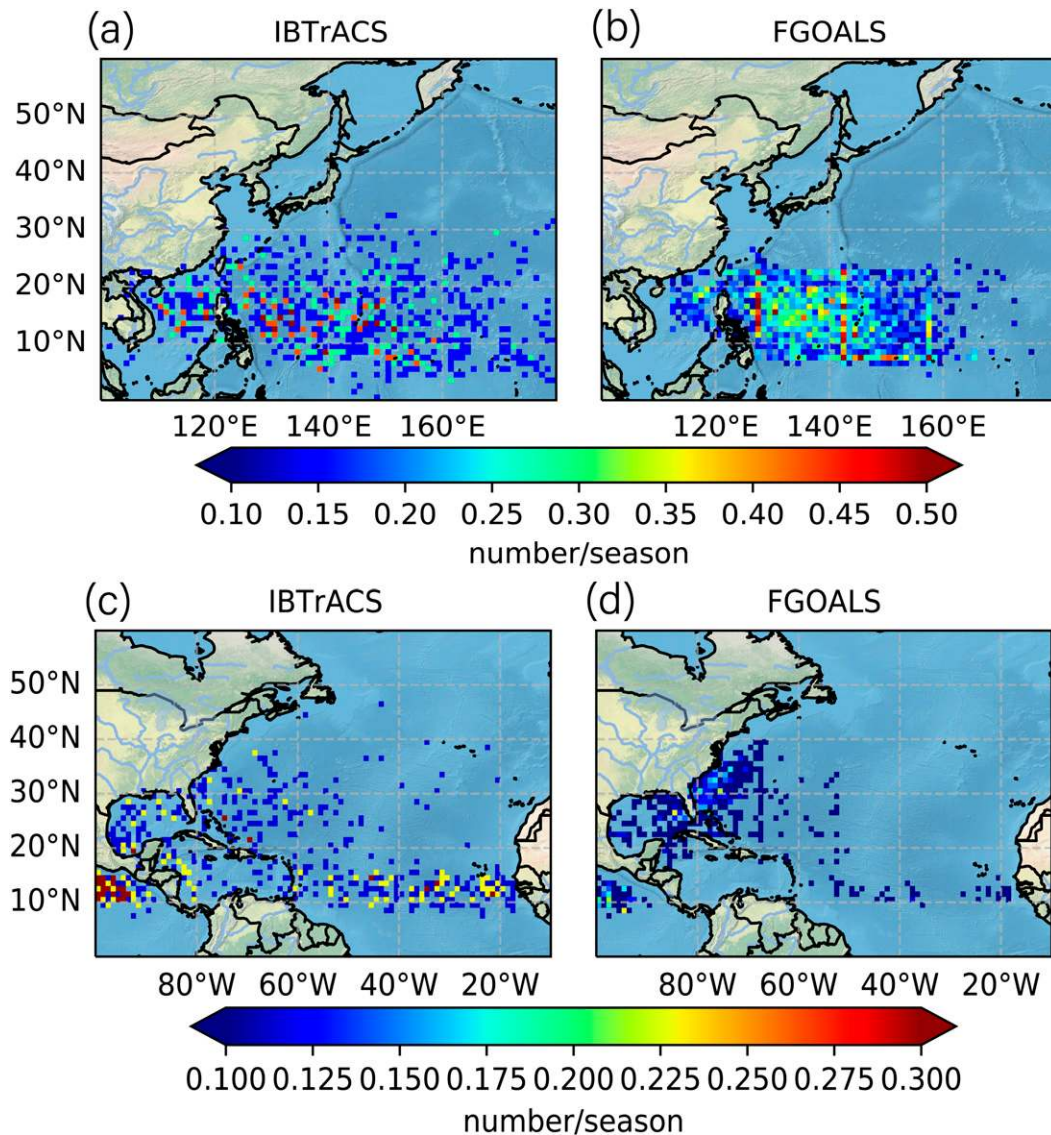 (a) IBTrACS (b) FGOALS
50°N
40°N
30°N
20°N
10°N
120°E 140°E 160°E 120°E 140°E 160°E
0.10 0.15 0.20 0.25 0.30 0.35 0.40 0.45 0.50
number/season
(c) IBTrACS (d) FGOALS
50°N
40°N
30°N
20°N
10°N
80°W 60°W 40°W 20°W 80°W 60°W 40°W 20°W
0.100 0.125 0.150 0.175 0.200 0.225 0.250 0.275 0.300
number/season